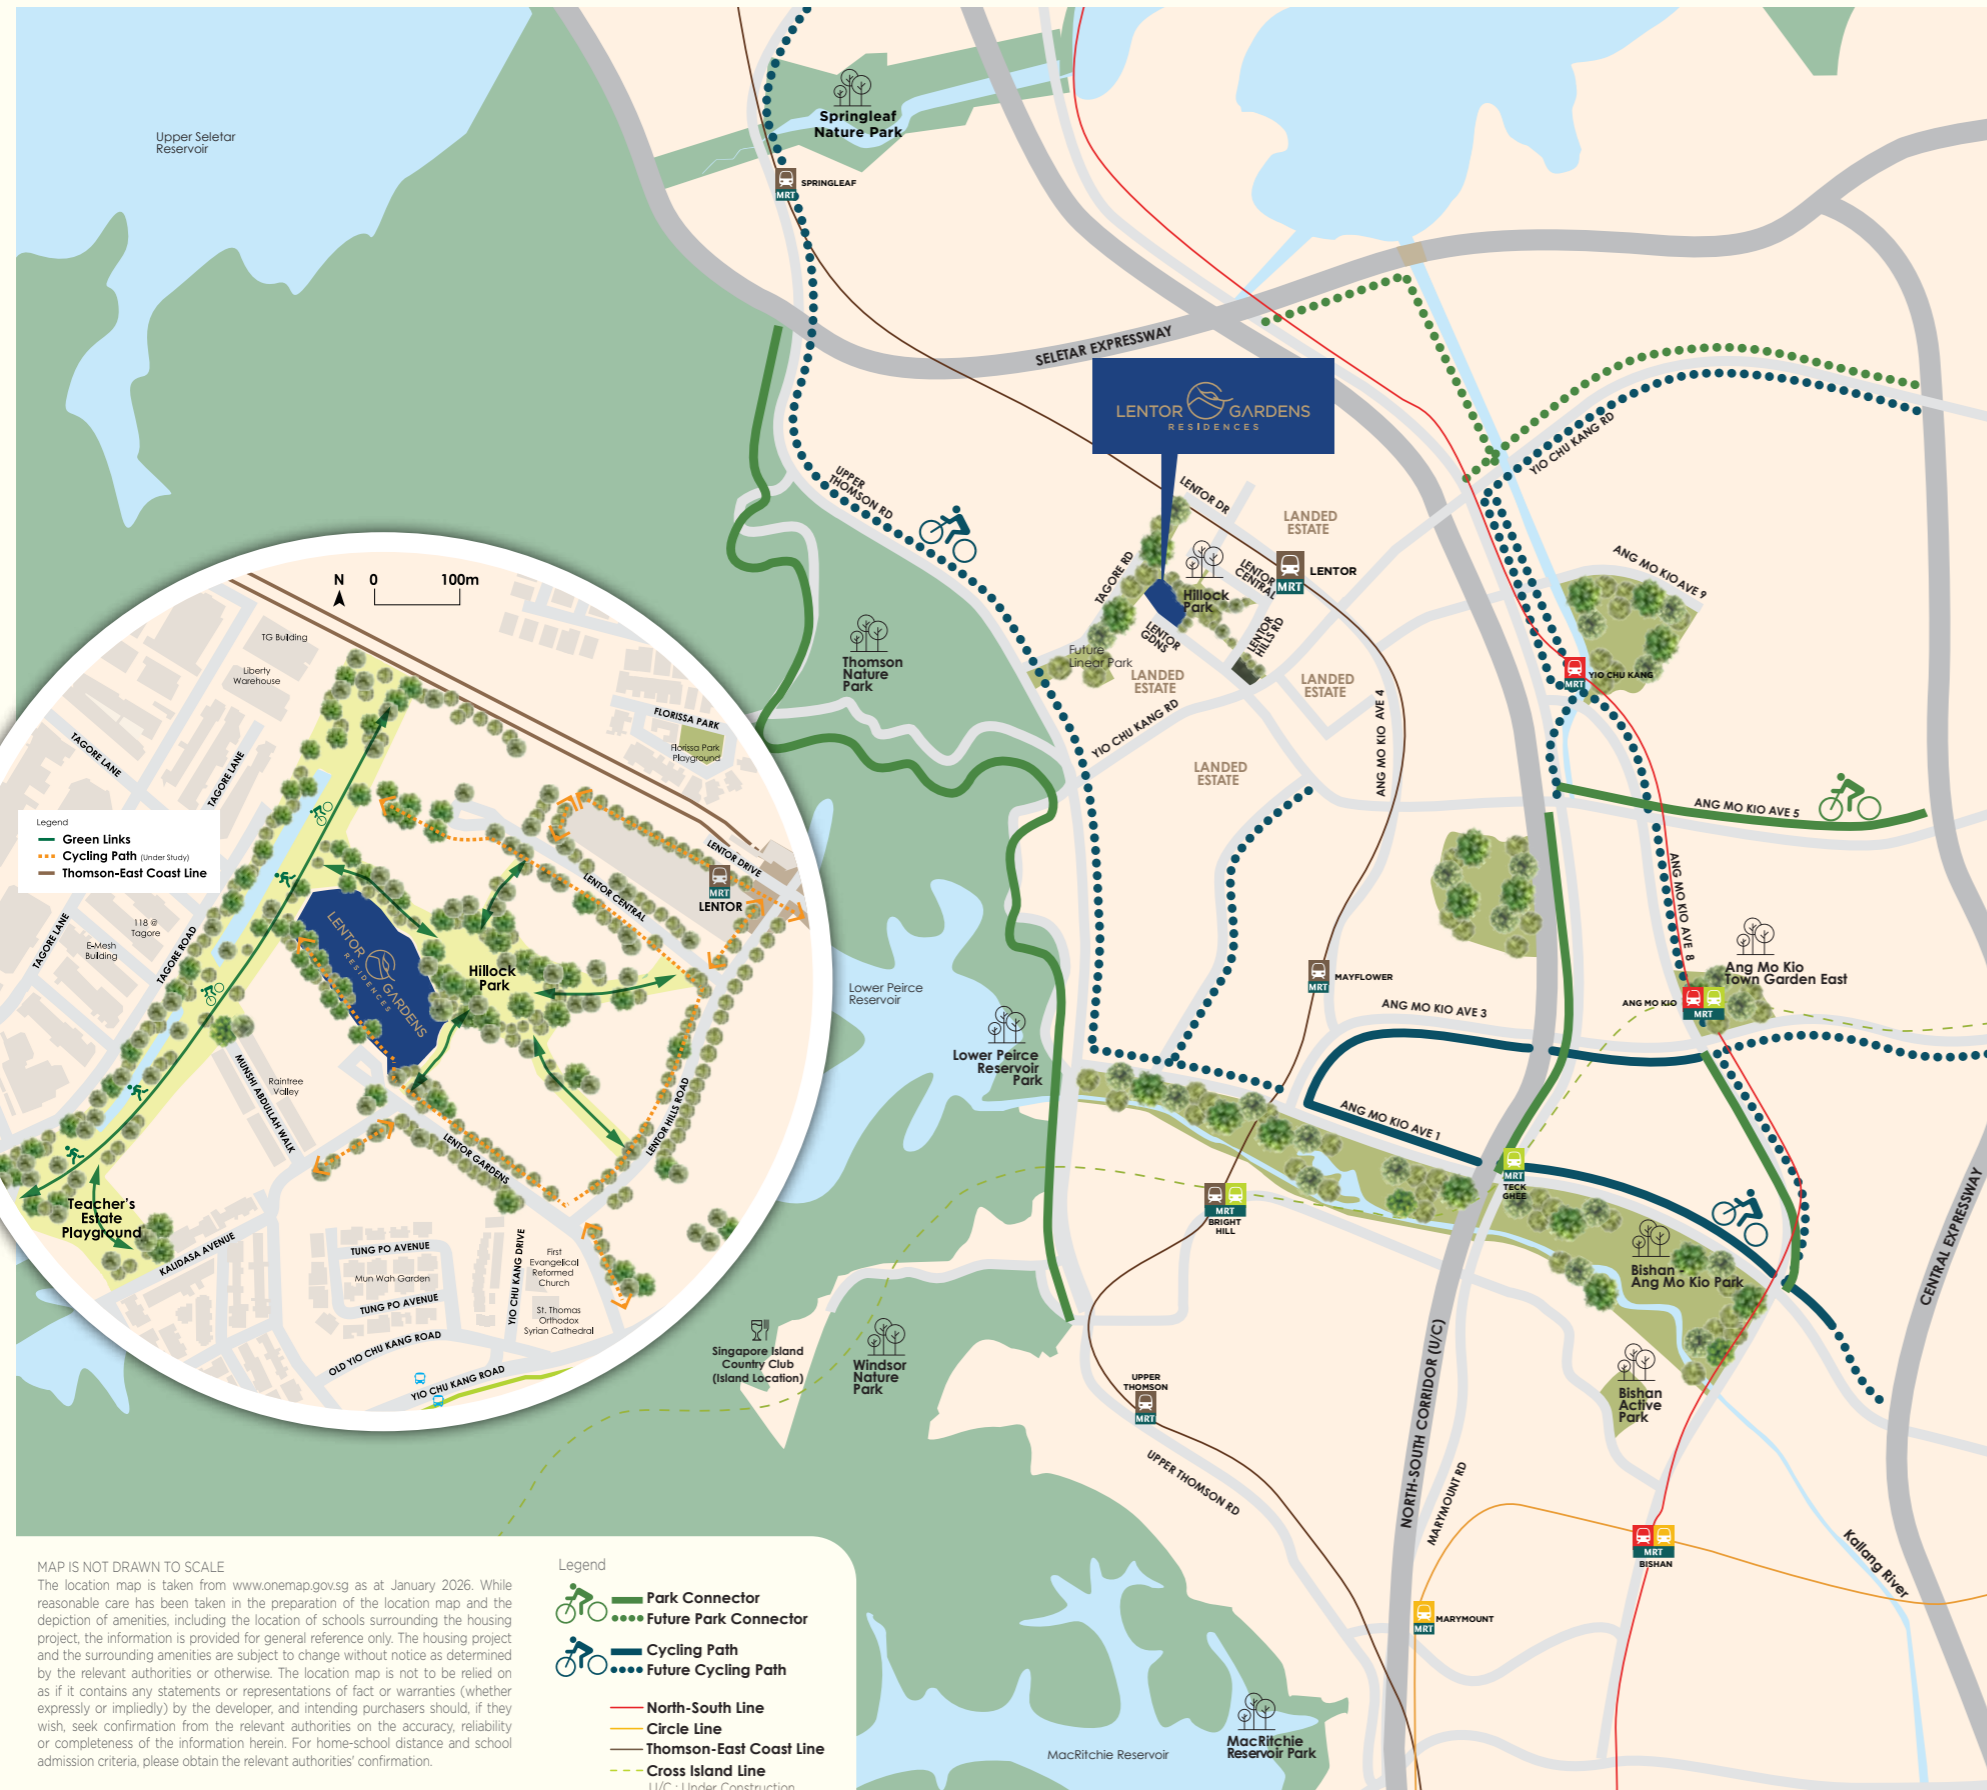 Upper Seletar
Reservoir
Springleaf
Nature Park
MRT
SPRINGLEAF
SELETAR EXPRESSWAY
LENTOR GARDENS
RESIDENCES
UPPER
THOMSON RD
YIO CHU KANG RD
LENTOR DR
LANDED
ESTATE
LENTOR
CENTRAL
MRT
LENTOR
TAGORE RD
Hillock
Park
LENTOR
GDNS
LENTOR
HILLS RD
Future
Linear Park
LANDED
ESTATE
LANDED
ESTATE
LANDED
ESTATE
YIO CHU KANG RD
ANG MO KIO AVE 4
ANG MO KIO AVE 9
MRT
YIO CHU KANG
ANG MO KIO AVE 5
ANG MO KIO AVE 8
Thomson
Nature
Park
Ang Mo Kio
Town Garden East
ANG MO KIO
MRT
MRT
MAYFLOWER
ANG MO KIO AVE 3
Lower Peirce
Reservoir
Lower Peirce
Reservoir
Park
ANG MO KIO AVE 1
MRT
TECK
GHEE
MRT
BRIGHT
HILL
Bishan -
Ang Mo Kio Park
CENTRAL EXPRESSWAY
Singapore Island
Country Club
(Island Location)
Windsor
Nature
Park
UPPER
THOMSON
MRT
Bishan
Active
Park
UPPER THOMSON RD
NORTH-SOUTH CORRIDOR (U/C)
MARYMOUNT RD
MRT
BISHAN
Kallang River
MRT
MARYMOUNT
MacRitchie Reservoir
MacRitchie
Reservoir Park
N
0
100m
TG Building
Liberty
Warehouse
TAGORE LANE
TAGORE LANE
FLORISSA PARK
Florissa Park
Playground
Legend
Green Links
Cycling Path (Under Study)
Thomson-East Coast Line
LENTOR DRIVE
MRT
LENTOR
LENTOR CENTRAL
TAGORE LANE
118 @
Tagore
E-Mesh
Building
TAGORE ROAD
LENTOR GARDENS
RESIDENCES
Hillock
Park
MUNSHI ABDULLAH WALK
Raintree
Valley
LENTOR HILLS ROAD
LENTOR GARDENS
Teacher's
Estate
Playground
KALIDASA AVENUE
TUNG PO AVENUE
Mun Wah Garden
TUNG PO AVENUE
YIO CHU KANG DRIVE
First
Evangelical
Reformed
Church
St. Thomas
Orthodox
Syrian Cathedral
OLD YIO CHU KANG ROAD
YIO CHU KANG ROAD
MAP IS NOT DRAWN TO SCALE
The location map is taken from www.onemap.gov.sg as at January 2026. While
reasonable care has been taken in the preparation of the location map and the
depiction of amenities, including the location of schools surrounding the housing
project, the information is provided for general reference only. The housing project
and the surrounding amenities are subject to change without notice as determined
by the relevant authorities or otherwise. The location map is not to be relied on
as if it contains any statements or representations of fact or warranties (whether
expressly or impliedly) by the developer, and intending purchasers should, if they
wish, seek confirmation from the relevant authorities on the accuracy, reliability
or completeness of the information herein. For home-school distance and school
admission criteria, please obtain the relevant authorities' confirmation.
Legend
Park Connector
Future Park Connector
Cycling Path
Future Cycling Path
North-South Line
Circle Line
Thomson-East Coast Line
Cross Island Line
U/C : Under Construction